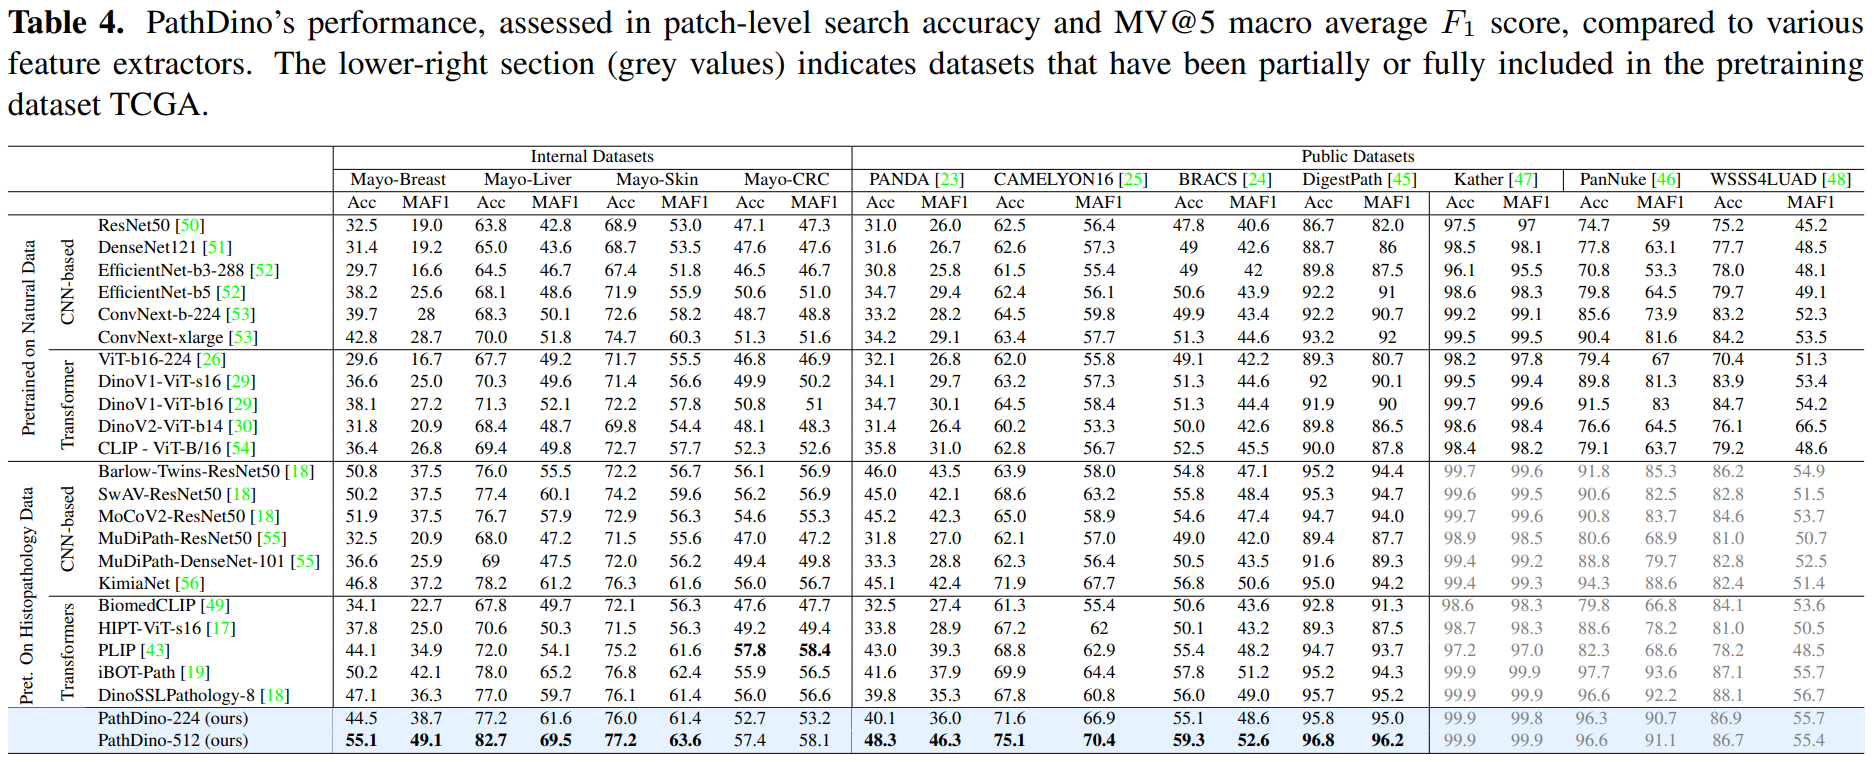 Table 4. PathDino’s performance, assessed in patch-level search accuracy and MV@5 macro average F1 score, compared to various
feature extractors. The lower-right section (grey values) indicates datasets that have been partially or fully included in the pretraining
dataset TCGA.
Internal Datasets Public Datasets
Mayo-Breast Mayo-Liver Mayo-Skin Mayo-CRC PANDA [23] CAMELYON16 [25] BRACS [24] DigestPath [45] Kather [47] PanNuke [46] WSSS4LUAD [48]
Acc MAF1 Acc MAF1 Acc MAF1 Acc MAF1 Acc MAF1 Acc MAF1 Acc MAF1 Acc MAF1 Acc MAF1 Acc MAF1 Acc MAF1
Pretrained on Natural Data
CNN-based
ResNet50 [50] 32.5 19.0 63.8 42.8 68.9 53.0 47.1 47.3 31.0 26.0 62.5 56.4 47.8 40.6 86.7 82.0 97.5 97 74.7 59 75.2 45.2
DenseNet121 [51] 31.4 19.2 65.0 43.6 68.7 53.5 47.6 46.6 31.6 26.7 62.6 57.3 49 42.6 88.7 86 98.5 98.1 77.8 63.1 77.7 48.5
EfficientNet-b3-288 [52] 29.7 16.6 64.5 46.7 67.4 51.8 46.5 46.7 30.8 25.8 61.5 55.4 49 42 89.8 87.5 96.1 95.5 70.8 53.3 78.0 48.1
EfficientNet-b5 [52] 38.2 25.6 68.1 48.6 71.9 55.9 50.6 51.0 34.7 29.4 62.4 56.1 50.6 43.9 92.2 91 98.6 98.3 79.8 64.5 79.7 49.1
ConvNext-b-224 [53] 39.7 28 68.3 50.1 72.6 58.2 48.7 48.8 33.2 28.2 64.5 59.8 49.9 43.4 92.2 90.7 99.2 99.1 85.6 73.9 83.2 52.3
ConvNext-xlarge [53] 42.8 28.7 70.0 51.8 74.7 60.3 51.3 51.6 34.2 29.1 63.4 57.7 51.3 44.6 93.2 92 99.5 99.5 90.4 81.6 84.2 53.5
Transformer
ViT-b16-224 [26] 29.6 16.7 67.7 49.2 71.7 55.5 46.8 46.9 32.1 26.8 62.0 55.8 49.1 42.2 89.3 80.7 98.2 97.8 79.4 67 70.4 51.3
DinoV1-ViT-s16 [29] 36.6 25.0 70.3 49.6 71.4 56.6 49.9 50.2 34.1 29.7 63.2 57.3 51.3 44.6 92 90.1 99.5 99.4 89.8 81.3 83.9 53.4
DinoV1-ViT-b16 [29] 38.1 27.2 71.3 52.1 72.2 57.8 50.8 51 34.7 30.1 64.5 58.4 51.3 44.4 91.9 90 99.7 99.6 91.5 83 84.7 54.2
DinoV2-ViT-b14 [30] 31.8 20.9 68.4 48.7 69.8 54.4 48.1 48.3 31.4 26.4 60.2 53.3 50.0 42.6 89.8 86.5 98.6 98.4 76.6 64.5 76.1 66.5
CLIP - ViT-B/16 [54] 36.4 26.8 69.4 49.8 72.7 57.7 52.3 52.6 35.8 31.0 62.8 56.7 52.5 45.5 90.0 87.8 98.4 98.2 79.1 63.7 79.2 48.6
Pret. On Histopathology Data
CNN-based
Barlow-Twins-ResNet50 [18] 50.8 37.5 76.0 55.5 72.2 56.7 56.1 56.9 46.0 43.5 63.9 58.0 54.8 47.1 95.2 94.4 99.7 99.6 91.8 85.3 86.2 54.9
SwAV-ResNet50 [18] 50.2 37.5 77.4 60.1 74.2 59.6 56.2 56.9 45.0 42.1 68.6 63.2 55.8 48.4 95.3 94.7 99.6 99.5 90.6 82.5 82.8 51.5
MoCoV2-ResNet50 [18] 51.9 37.5 76.7 57.9 72.9 56.3 54.6 55.3 45.2 42.3 65.0 58.9 54.6 47.4 94.7 94.0 99.7 99.6 90.8 83.7 84.6 53.7
MuDiPath-ResNet50 [55] 32.5 20.9 68.0 47.2 71.5 55.6 47.0 47.2 31.8 27.0 62.1 57.0 49.0 42.0 89.4 87.7 98.9 98.5 80.6 68.9 81.0 50.7
MuDiPath-DenseNet-101 [55] 36.6 25.9 69 47.5 72.0 56.2 49.4 49.8 33.3 28.8 62.3 56.4 50.5 43.5 91.6 89.3 99.4 99.2 88.8 79.7 82.8 52.5
KimiaNet [56] 46.8 37.2 78.2 61.2 76.3 61.6 56.0 56.7 45.1 42.4 71.9 67.7 56.8 50.6 95.0 94.2 99.4 99.3 94.3 88.6 82.4 51.4
Transformers
BiomedCLIP [49] 34.1 22.7 67.8 49.7 72.1 56.3 47.6 47.7 32.5 27.4 61.3 55.4 50.6 43.6 92.8 91.3 98.6 98.3 79.8 66.8 84.1 53.6
HIPT-ViT-s16 [17] 37.8 25.0 70.6 50.3 71.5 56.3 49.2 49.4 33.8 28.9 67.2 62 50.1 43.2 89.3 87.5 98.7 98.3 88.6 78.2 81.0 50.5
PLIP [43] 44.1 34.9 72.0 54.1 75.2 61.6 57.8 58.4 43.0 39.3 68.8 62.9 55.4 48.2 94.7 93.7 97.2 97.0 82.3 68.6 78.2 48.5
iBOT-Path [19] 50.2 42.1 78.0 65.2 76.8 62.4 55.9 56.5 41.6 37.9 69.9 64.4 57.8 51.2 95.2 94.3 99.9 99.9 97.7 93.6 87.1 55.7
DinoSSLPathology-8 [18] 47.1 36.3 77.0 59.7 76.1 61.4 56.0 56.6 39.8 35.3 67.8 60.8 56.0 49.0 95.7 95.2 99.9 99.9 96.6 92.2 88.1 56.7
PathDino-224 (ours) 44.5 38.7 77.2 61.6 76.0 61.4 52.7 53.2 40.1 36.0 71.6 66.9 55.1 48.6 95.8 95.0 99.9 99.8 96.3 90.7 86.9 55.7
PathDino-512 (ours) 55.1 49.1 82.7 69.5 77.2 63.6 57.4 58.1 48.3 46.3 75.1 70.4 59.3 52.6 96.8 96.2 99.9 99.9 96.6 91.1 86.7 55.4